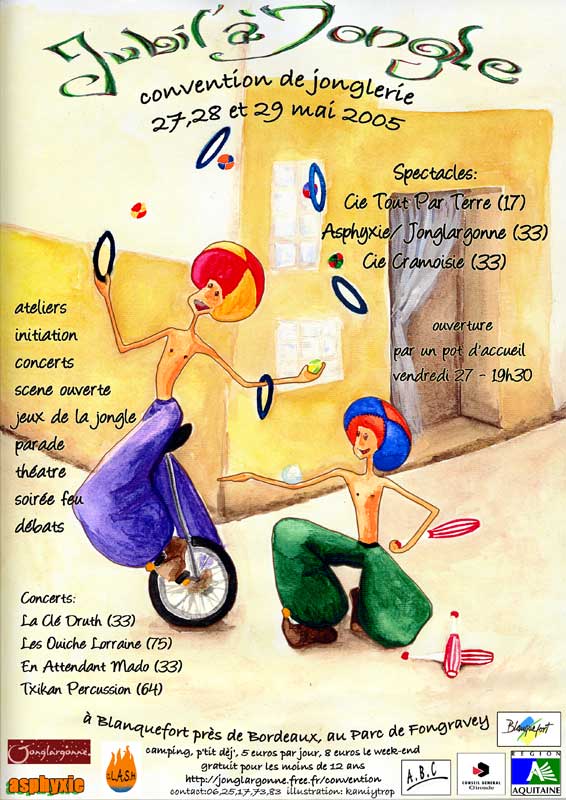 Jubil'à Jongle
convention de jonglerie
27,28 et 29 mai 2005
Spectacles:
Cie Tout Par Terre (17)
Asphyxie/ Jonglargonne (33)
Cie Cramoisie (33)
ouverture
par un pot d'accueil
vendredi 27 - 19h30
ateliers
initiation
concerts
scene ouverte
jeux de la jongle
parade
théatre
soirée feu
débats
Concerts:
La Clé Druth (33)
Les Ouiche Lorraine (75)
En Attendant Mado (33)
Txikan Percussion (64)
à Blanquefort près de Bordeaux, au Parc de Fongravey
camping, p'tit dèj', 5 euros par jour, 8 euros le week-end
gratuit pour les moins de 12 ans
http://jonglargonne.free.fr/convention
contact:06,25,17,73,83 illustration: kamiytrop
Jonglargonne
asphyxie
C.L.A.S.H
A.B.C
CONSEIL GENERAL
Gironde
Blanquefort
REGION
AQUITAINE